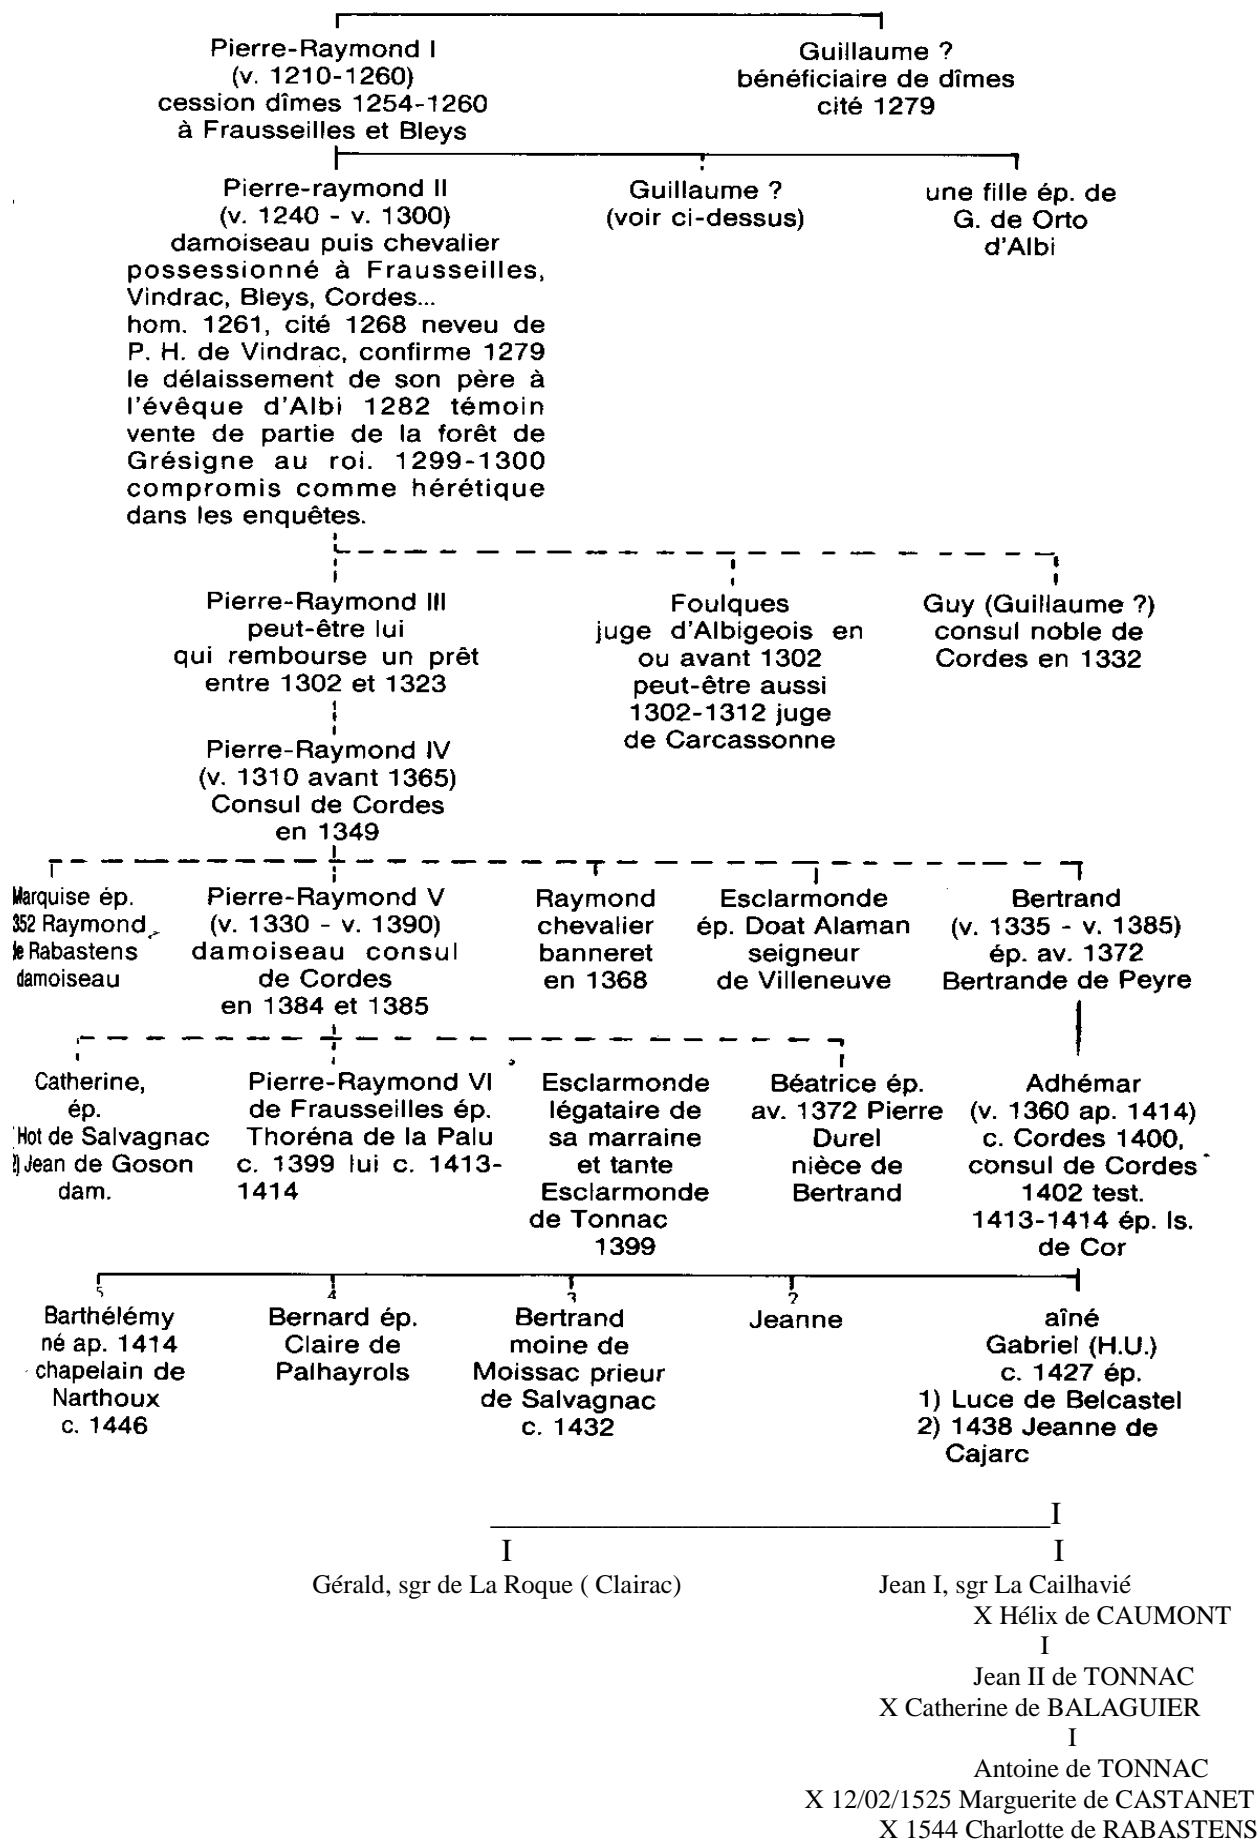 Pierre-Raymond I
(v. 1210-1260)
cession dîmes 1254-1260
à Frausseilles et Bleys
Guillaume ?
bénéficiaire de dîmes
cité 1279
Pierre-raymond II
(v. 1240 - v. 1300)
damoiseau puis chevalier
possessionné à Frausseilles,
Vindrac, Bleys, Cordes...
hom. 1261, cité 1268 neveu de
P. H. de Vindrac, confirme 1279
le délaissement de son père à
l'évêque d'Albi 1282 témoin
vente de partie de la forêt de
Grésigne au roi. 1299-1300
compromis comme hérétique
dans les enquêtes.
Guillaume ?
(voir ci-dessus)
une fille ép. de
G. de Orto
d'Albi
Pierre-Raymond III
peut-être lui
qui rembourse un prêt
entre 1302 et 1323
Foulques
juge d'Albigeois en
ou avant 1302
peut-être aussi
1302-1312 juge
de Carcassonne
Guy (Guillaume ?)
consul noble de
Cordes en 1332
Pierre-Raymond IV
(v. 1310 avant 1365)
Consul de Cordes
en 1349
Marquise ép.
352 Raymond
de Rabastens
damoiseau
Pierre-Raymond V
(v. 1330 - v. 1390)
damoiseau consul
de Cordes
en 1384 et 1385
Raymond
chevalier
banneret
en 1368
Esclarmonde
ép. Doat Alaman
seigneur
de Villeneuve
Bertrand
(v. 1335 - v. 1385)
ép. av. 1372
Bertrande de Peyre
Catherine,
ép.
Hot de Salvagnac
2) Jean de Goson
dam.
Pierre-Raymond VI
de Frausseilles ép.
Thoréna de la Palu
c. 1399 lui c. 1413-
1414
Esclarmonde
légataire de
sa marraine
et tante
Esclarmonde
de Tonnac
1399
Béatrice ép.
av. 1372 Pierre
Durel
nièce de
Bertrand
Adhémar
(v. 1360 ap. 1414)
c. Cordes 1400,
consul de Cordes
1402 test.
1413-1414 ép. Is.
de Cor
5
Barthélémy
né ap. 1414
chapelain de
Narthoux
c. 1446
4
Bernard ép.
Claire de
Palhayrols
3
Bertrand
moine de
Moissac prieur
de Salvagnac
c. 1432
2
Jeanne
aîné
Gabriel (H.U.)
c. 1427 ép.
1) Luce de Belcastel
2) 1438 Jeanne de
Cajarc
I
I I
Gérald, sgr de La Roque ( Clairac)
Jean I, sgr La Cailhavié
X Hélix de CAUMONT
I
Jean II de TONNAC
X Catherine de BALAGUIER
I
Antoine de TONNAC
X 12/02/1525 Marguerite de CASTANET
X 1544 Charlotte de RABASTENS